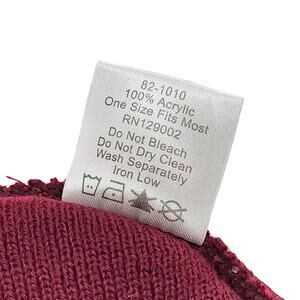 82-1010
100% Acrylic
One Size Fits Most
RN129002
Do Not Bleach
Do Not Dry Clean
Wash Separately
Iron Low